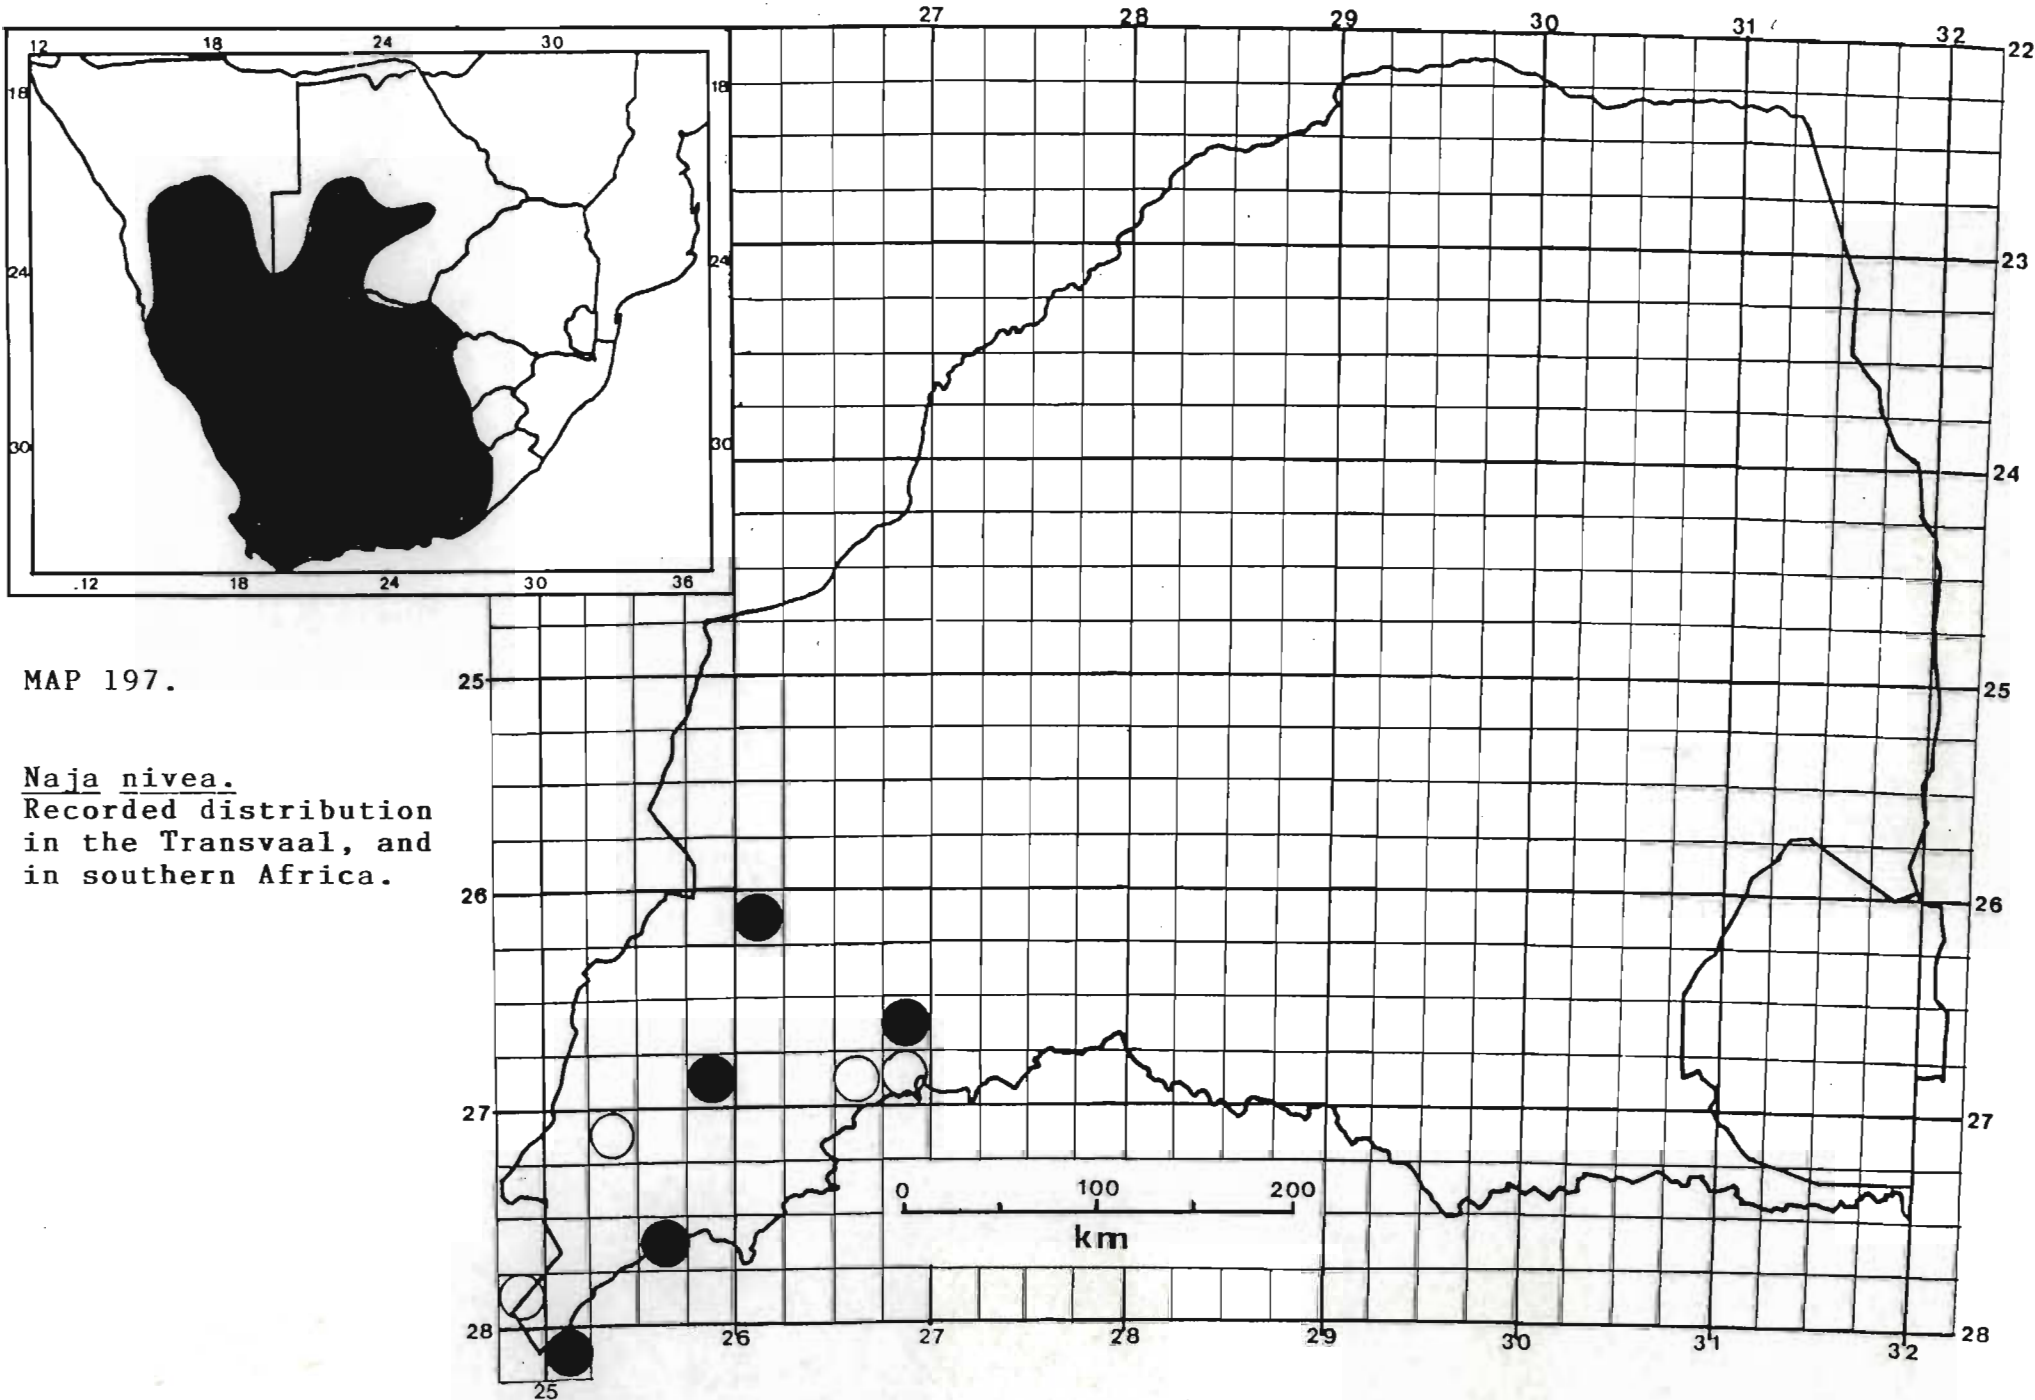 27 28 29 30 31 32
22
12 18 24 30
18 18
24 24
23
30 30
24
.12 18 24 30 36
MAP 197.
25 25
Naja nivea.
Recorded distribution
in the Transvaal, and
in southern Africa.
26 26
27 27
0 100 200
km
28 28
26 27 28 29 30 31 32
25